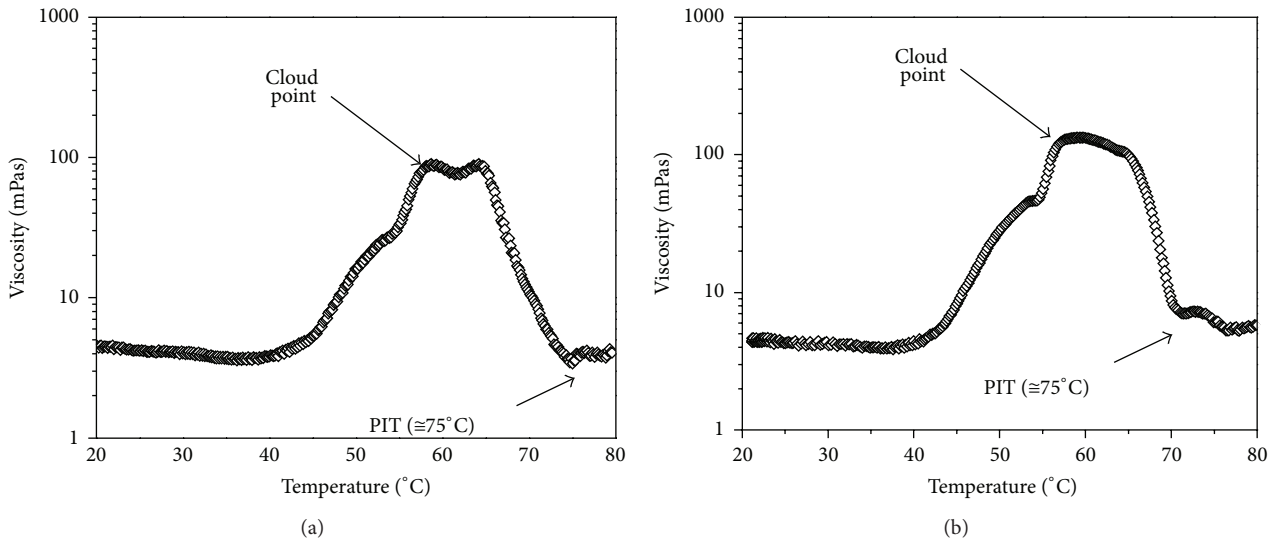 1000
100
10
1
Viscosity (mPas)
Cloud
point
PIT (≅75°C)
20 30 40 50 60 70 80
Temperature (°C)
(a)
1000
100
10
1
Viscosity (mPas)
Cloud
point
PIT (≅75°C)
20 30 40 50 60 70 80
Temperature (°C)
(b)